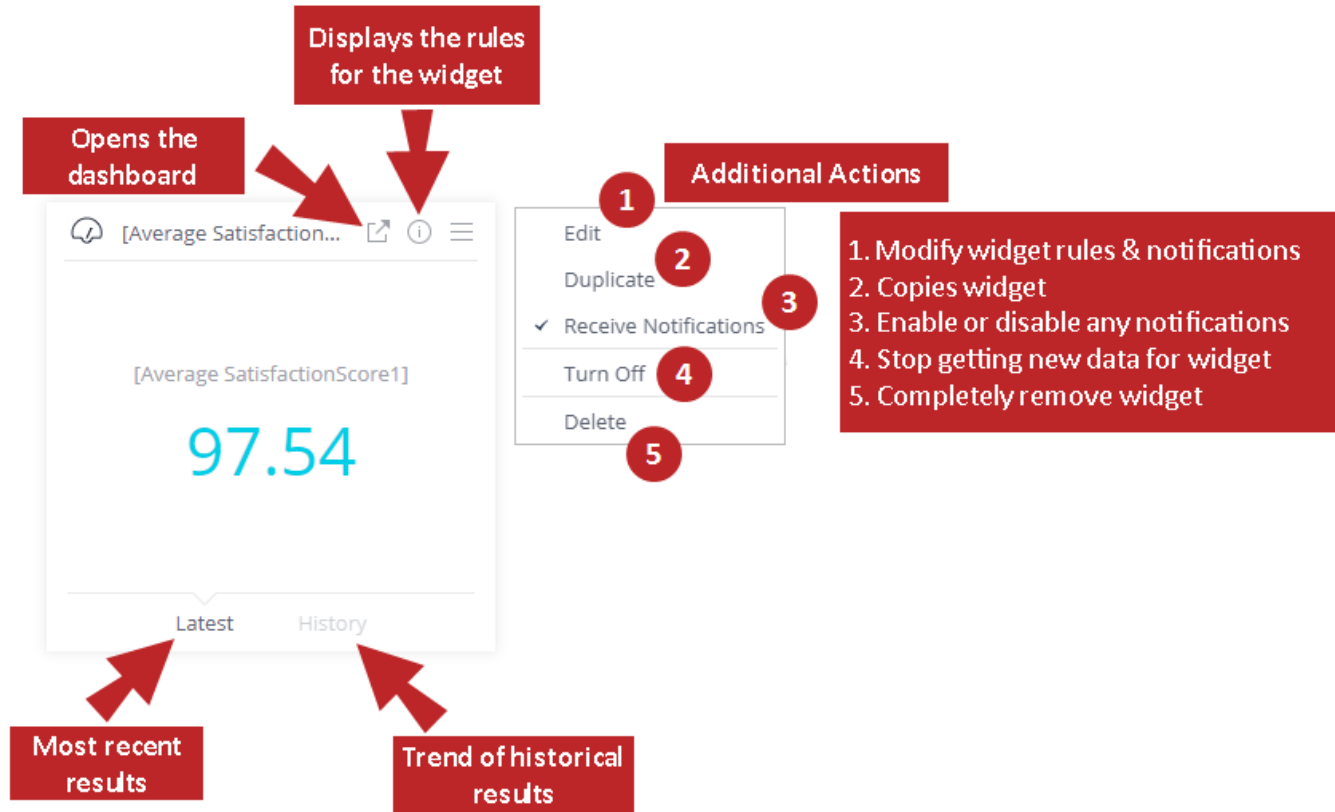 Displays the rules
for the widget
Opens the
dashboard
Additional Actions
[Average Satisfaction...
[Average SatisfactionScore1]
97.54
Latest
History
1
Edit
2
Duplicate
3
Receive Notifications
Turn Off
4
Delete
5
1. Modify widget rules & notifications
2. Copies widget
3. Enable or disable any notifications
4. Stop getting new data for widget
5. Completely remove widget
Most recent
results
Trend of historical
results